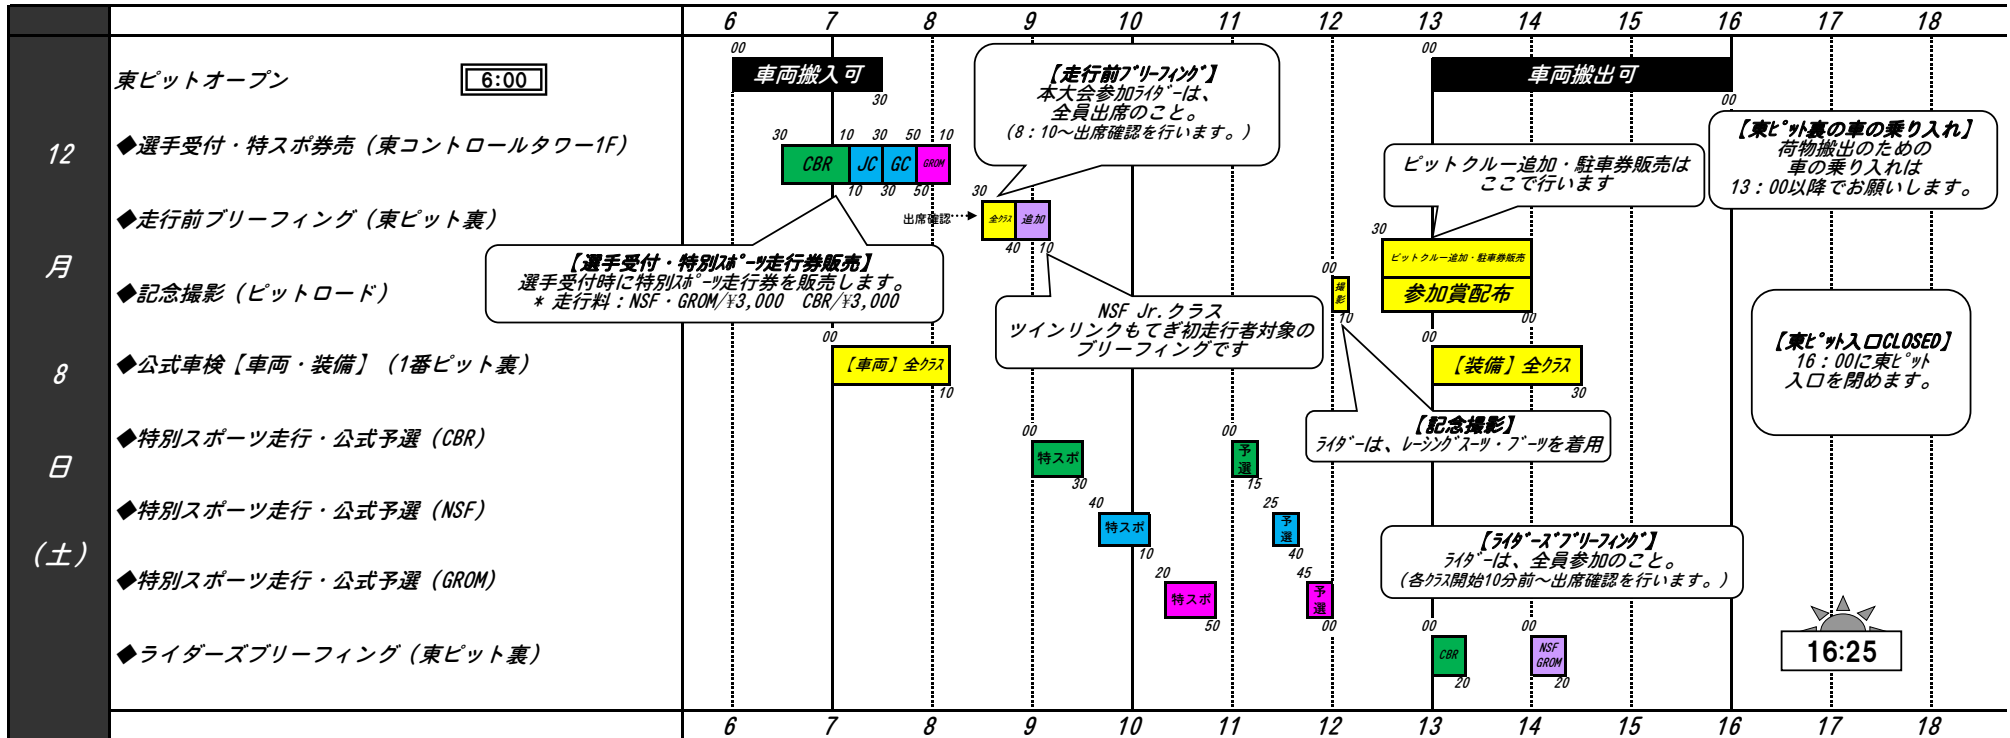 6 7 8 9 10 11 12 13 14 15 16 17 18
12
月
8
日
(土)
東ピットオープン 6:00
00 車両搬入可 30
00 車両搬出可 00
【走行前ブリーフィング】
本大会参加ライダーは、
全員出席のこと。
(8:10～出席確認を行います。)
◆選手受付・特スポ券売（東コントロールタワー1F）
30 10 30 50 10
CBR JC GC GROM
10 30 50
ピットクルー追加・駐車券販売は
ここで行います
【東ピット裏の車の乗り入れ】
荷物搬出のための
車の乗り入れは
13:00以降でお願いします。
◆走行前ブリーフィング（東ピット裏）
出席確認
30
全クラス 追加
40 10
【選手受付・特別スポーツ走行券販売】
選手受付時に特別スポーツ走行券を販売します。
* 走行料：NSF・GROM/¥3,000 CBR/¥3,000
NSF Jr.クラス
ツインリンクもてぎ初走行者対象の
ブリーフィングです
30
ピットクルー追加・駐車券販売
参加賞配布
00
◆記念撮影（ピットロード）
00
撮影
10
【記念撮影】
ライダーは、レーシングスーツ・ブーツを着用
【東ピット入口CLOSED】
16:00に東ピット
入口を閉めます。
◆公式車検【車両・装備】（1番ピット裏）
00 【車両】全クラス 10
00 【装備】全クラス 30
◆特別スポーツ走行・公式予選（CBR）
00 特スポ 30
00 予選 15
◆特別スポーツ走行・公式予選（NSF）
40 特スポ 10
25 予選 40
◆特別スポーツ走行・公式予選（GROM）
20 特スポ 50
45 予選 00
【ライダーズブリーフィング】
ライダーは、全員参加のこと。
(各クラス開始10分前～出席確認を行います。)
◆ライダーズブリーフィング（東ピット裏）
00 CBR 20
00 NSF GROM 20
16:25
6 7 8 9 10 11 12 13 14 15 16 17 18